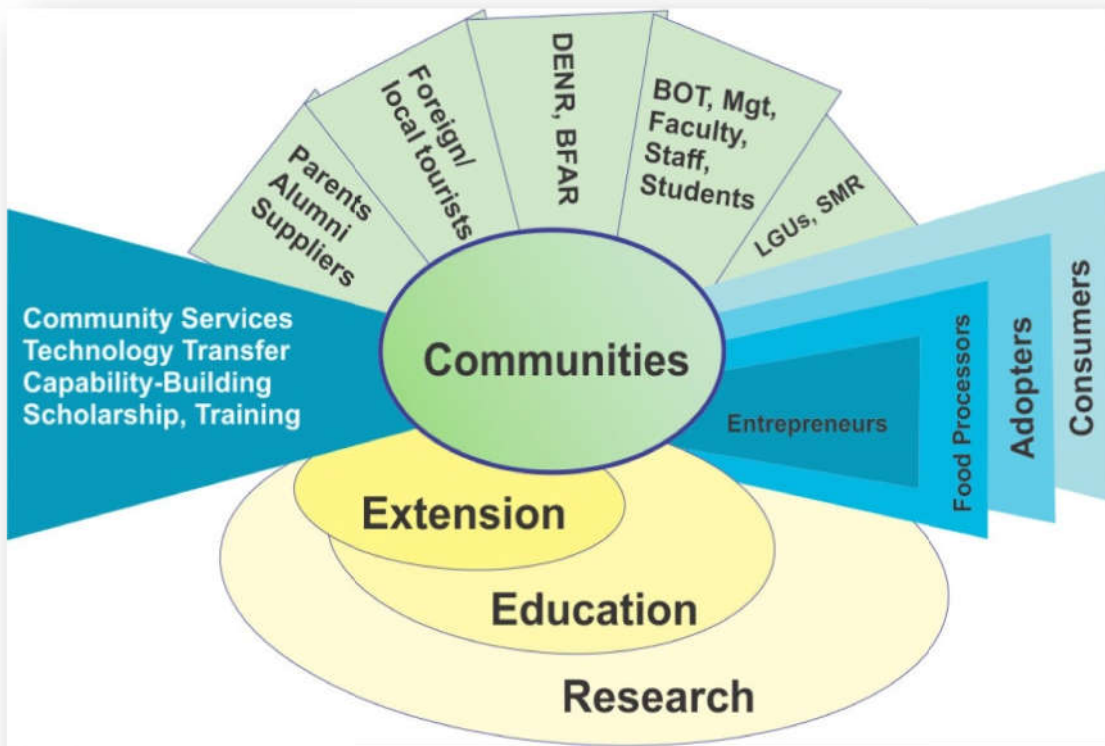 Parents
Alumni
Suppliers
Foreign/
local tourists
DENR, BFAR
BOT, Mgt,
Faculty,
Staff,
Students
LGUs, SMR
Community Services
Technology Transfer
Capability-Building
Scholarship, Training
Communities
Entrepreneurs
Food Processors
Adopters
Consumers
Extension
Education
Research